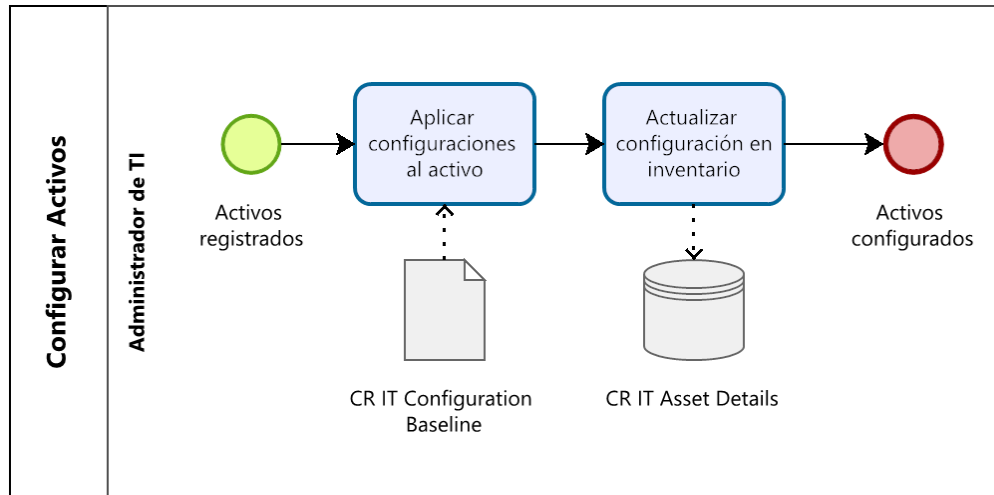 Configurar Activos
Administrador de TI
Activos
registrados
Aplicar
configuraciones
al activo
Actualizar
configuración en
inventario
Activos
configurados
CR IT Configuration
Baseline
CR IT Asset Details